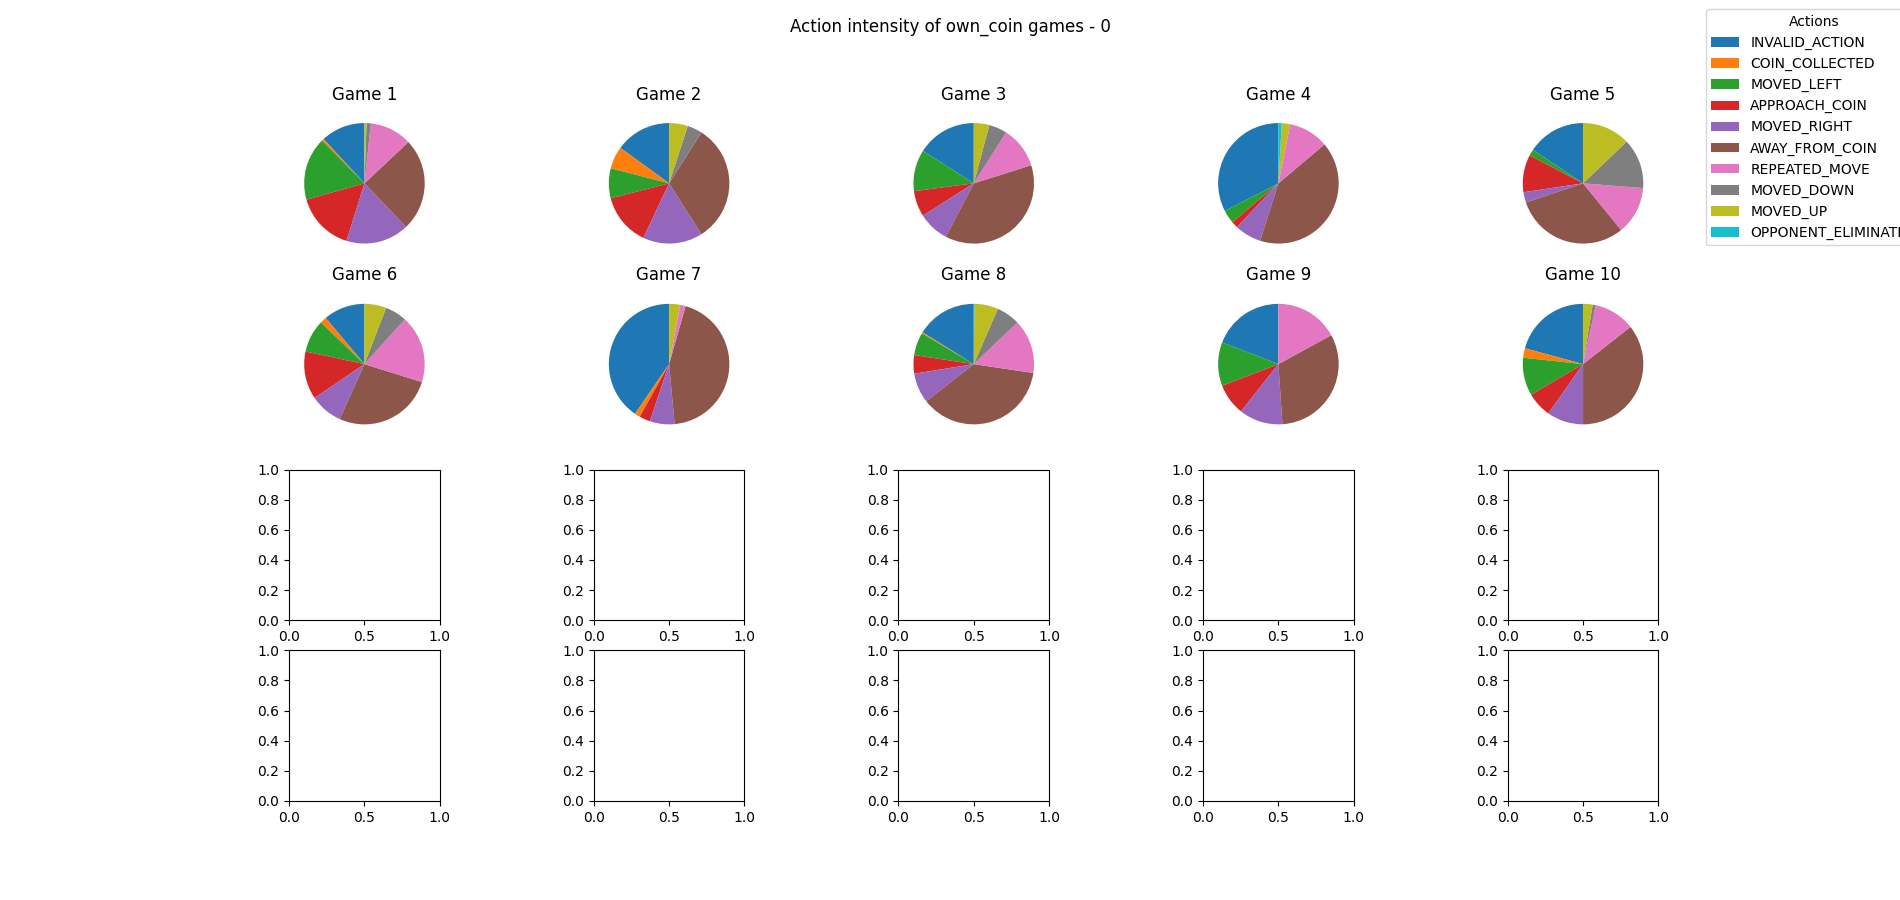 Action intensity of own_coin games - 0
Actions
INVALID_ACTION
COIN_COLLECTED
MOVED_LEFT
APPROACH_COIN
MOVED_RIGHT
AWAY_FROM_COIN
REPEATED_MOVE
MOVED_DOWN
MOVED_UP
OPPONENT_ELIMINATE
Game 1
Game 2
Game 3
Game 4
Game 5
Game 6
Game 7
Game 8
Game 9
Game 10
1.0
0.8
0.6
0.4
0.2
0.0
0.0 0.5 1.0
1.0
0.8
0.6
0.4
0.2
0.0
0.0 0.5 1.0
1.0
0.8
0.6
0.4
0.2
0.0
0.0 0.5 1.0
1.0
0.8
0.6
0.4
0.2
0.0
0.0 0.5 1.0
1.0
0.8
0.6
0.4
0.2
0.0
0.0 0.5 1.0
1.0
0.8
0.6
0.4
0.2
0.0
0.0 0.5 1.0
1.0
0.8
0.6
0.4
0.2
0.0
0.0 0.5 1.0
1.0
0.8
0.6
0.4
0.2
0.0
0.0 0.5 1.0
1.0
0.8
0.6
0.4
0.2
0.0
0.0 0.5 1.0
1.0
0.8
0.6
0.4
0.2
0.0
0.0 0.5 1.0